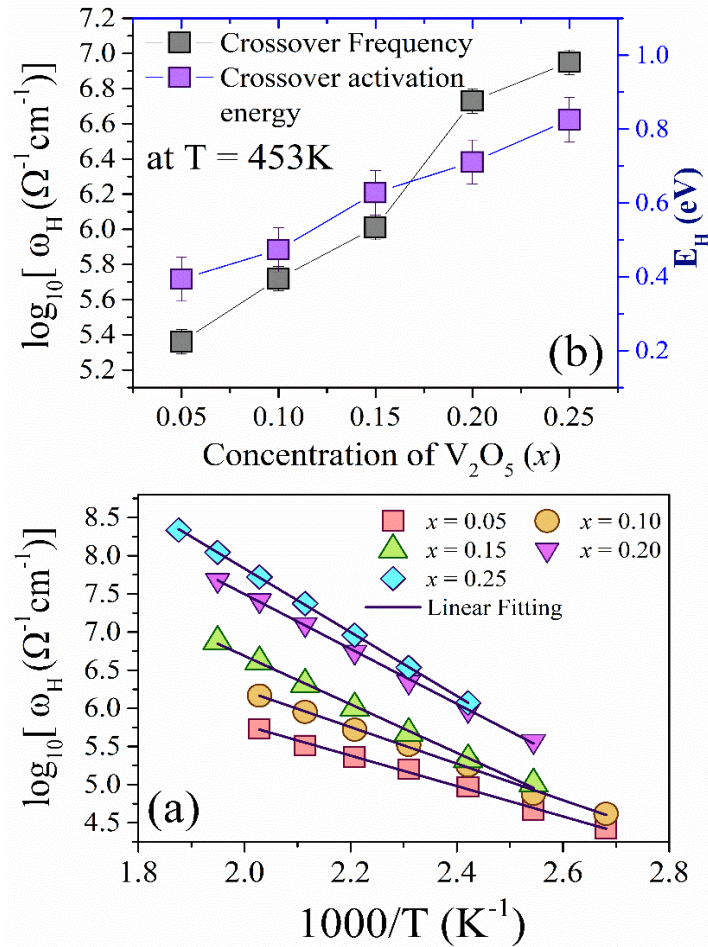 7.2
7.0
6.8
6.6
6.4
6.2
6.0
5.8
5.6
5.4
5.2
log₁₀[ ω_H (Ω⁻¹cm⁻¹)]
Crossover Frequency
Crossover activation
energy
at T = 453K
(b)
1.0
0.8
0.6
0.4
0.2
E_H (eV)
0.05 0.10 0.15 0.20 0.25
Concentration of V₂O₅ (x)
8.5
8.0
7.5
7.0
6.5
6.0
5.5
5.0
4.5
log₁₀[ ω_H (Ω⁻¹cm⁻¹)]
x = 0.05 x = 0.10
x = 0.15 x = 0.20
x = 0.25
Linear Fitting
(a)
1.8 2.0 2.2 2.4 2.6 2.8
1000/T (K⁻¹)